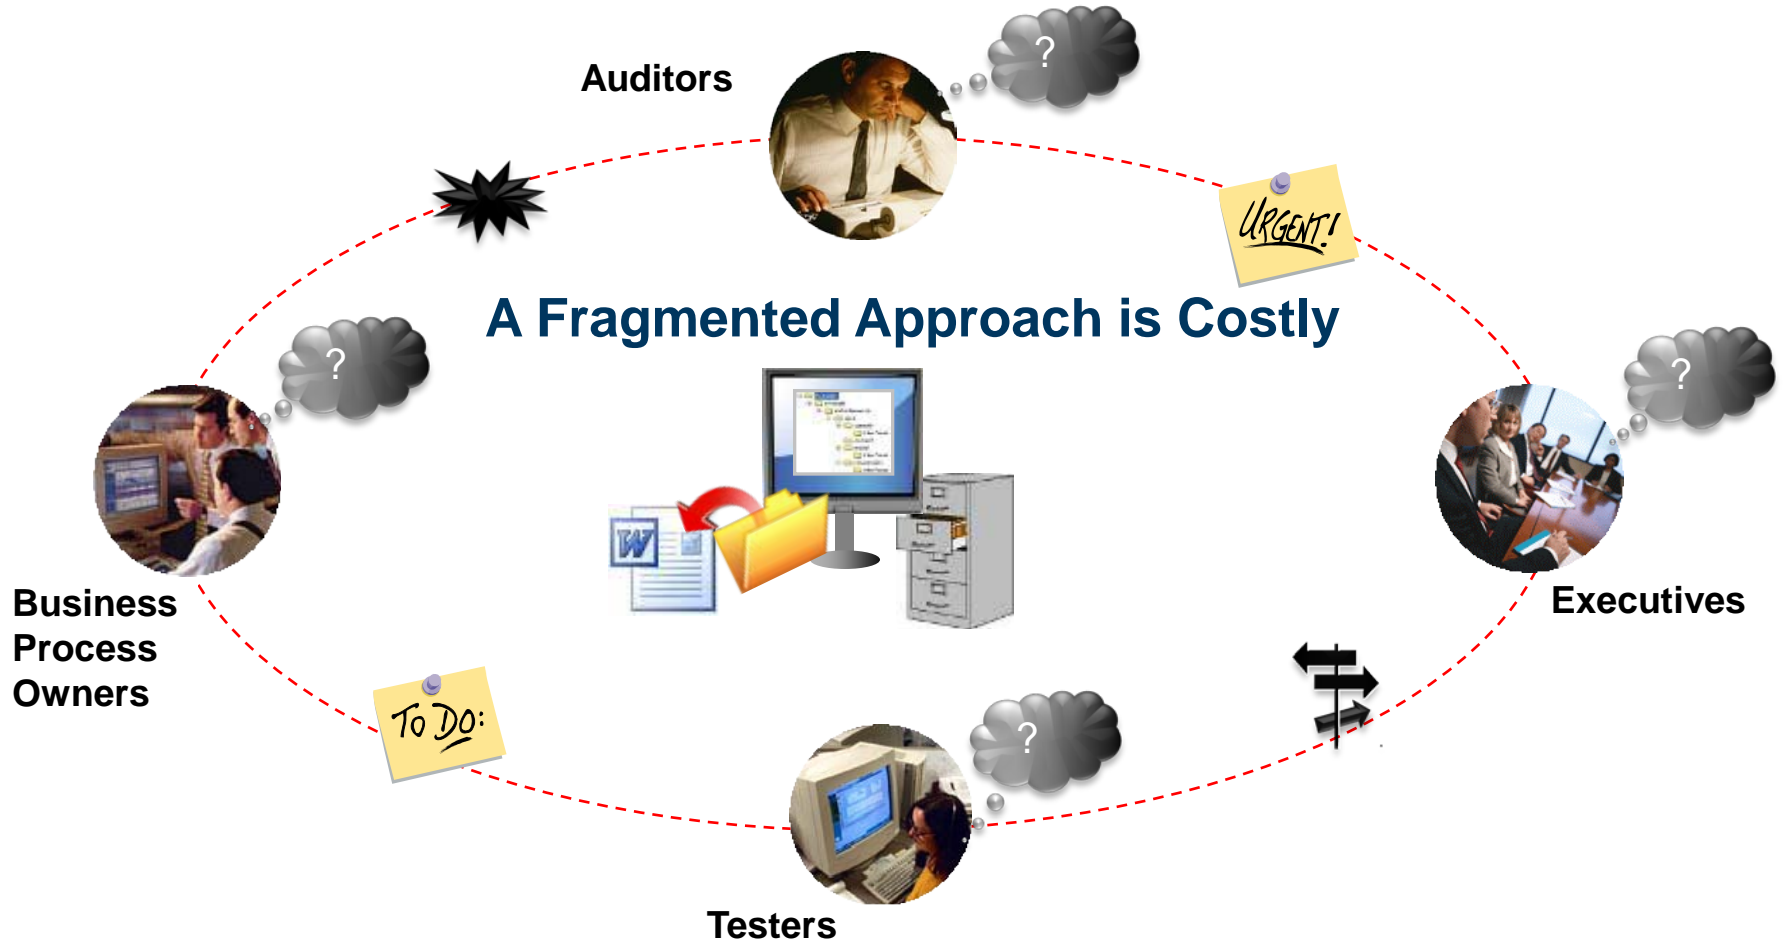 Auditors
?
URGENT!
A Fragmented Approach is Costly
?
?
W
Business
Process
Owners
Executives
TO DO:
?
Testers